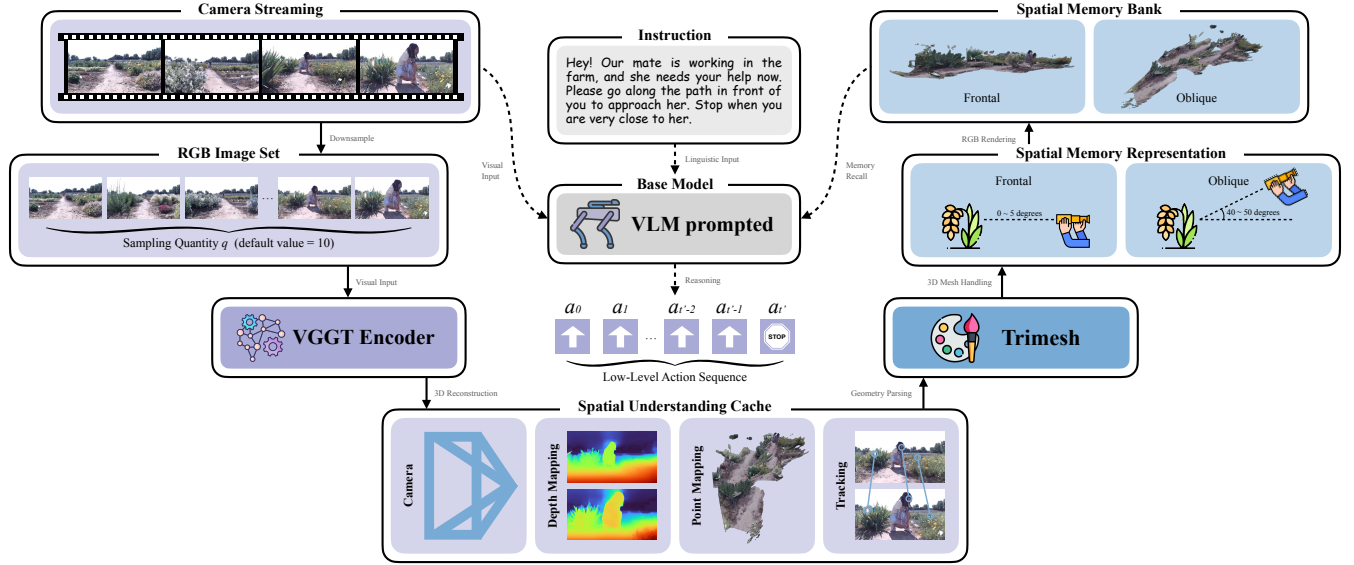 Camera Streaming
Downsample
RGB Image Set
...
Sampling Quantity q (default value = 10)
Visual Input
VGGT Encoder
3D Reconstruction
Instruction
Hey! Our mate is working in the
farm, and she needs your help now.
Please go along the path in front of
you to approach her. Stop when you
are very close to her.
Visual
Input
Linguistic Input
Memory
Recall
Base Model
VLM prompted
Reasoning
a0 a1 at'-2 at'-1 at'
... STOP
Low-Level Action Sequence
Spatial Understanding Cache
Camera
Depth Mapping
Point Mapping
Tracking
Geometry Parsing
Trimesh
3D Mesh Handling
Spatial Memory Representation
Frontal
0 ~ 5 degrees
Oblique
40 ~ 50 degrees
RGB Rendering
Spatial Memory Bank
Frontal
Oblique